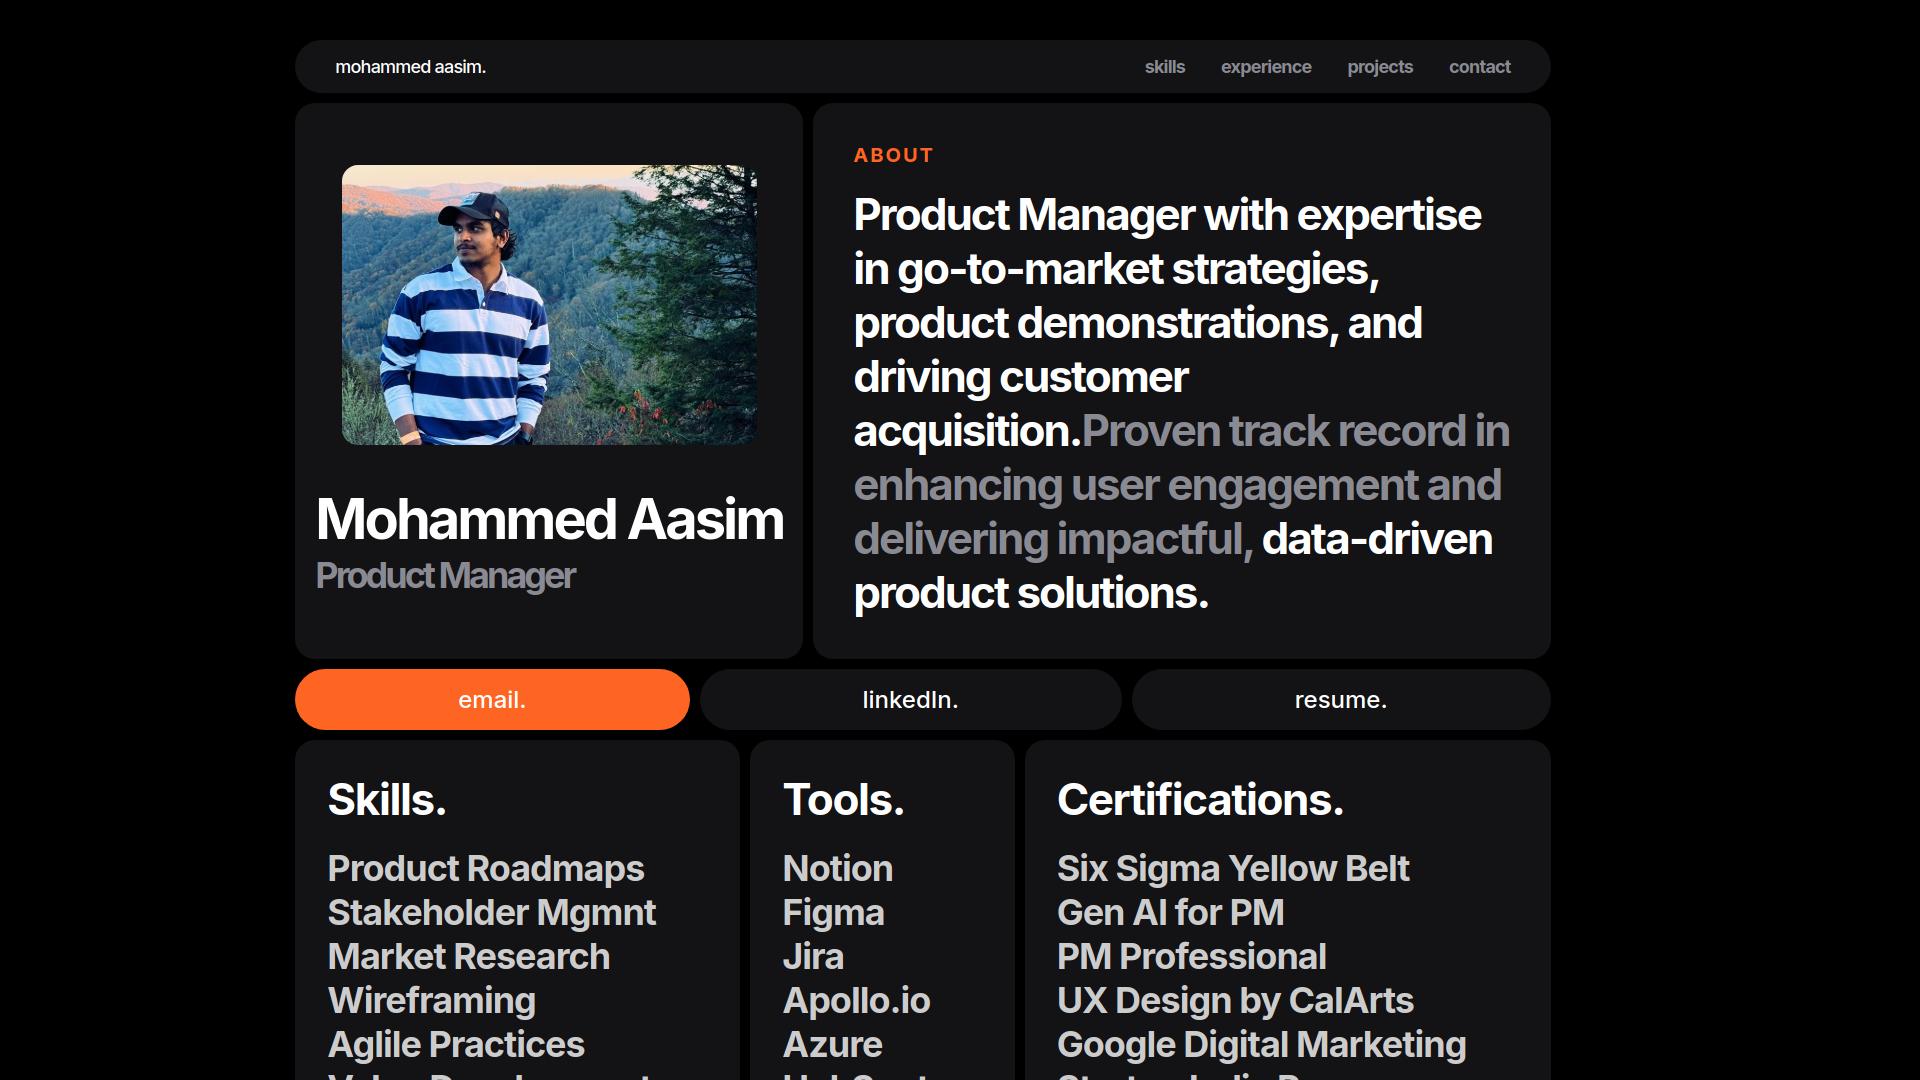 mohammed aasim.
skills experience projects contact
ABOUT
Product Manager with expertise
in go-to-market strategies,
product demonstrations, and
driving customer
acquisition.Proven track record in
enhancing user engagement and
delivering impactful, data-driven
product solutions.
Mohammed Aasim
Product Manager
email.
linkedIn.
resume.
Skills.
Product Roadmaps
Stakeholder Mgmnt
Market Research
Wireframing
Aglile Practices
Tools.
Notion
Figma
Jira
Apollo.io
Azure
Certifications.
Six Sigma Yellow Belt
Gen AI for PM
PM Professional
UX Design by CalArts
Google Digital Marketing